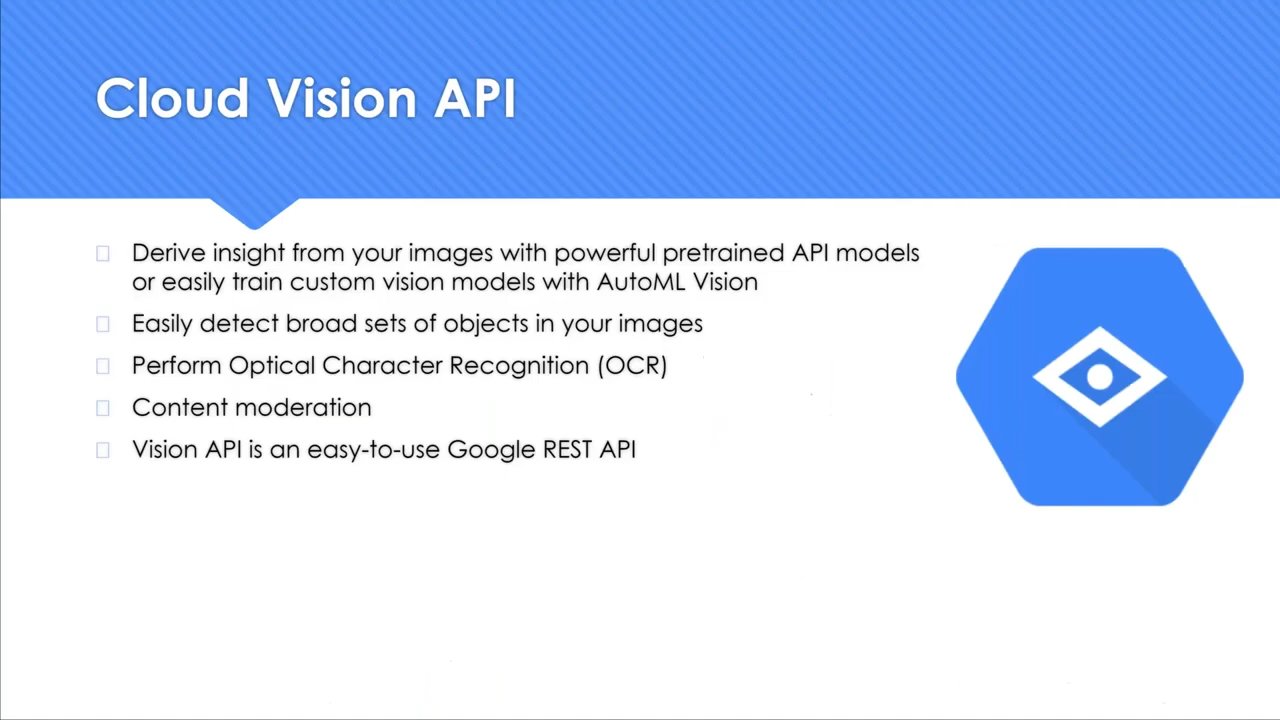 Cloud Vision API
Derive insight from your images with powerful pretrained API models
or easily train custom vision models with AutoML Vision
Easily detect broad sets of objects in your images
Perform Optical Character Recognition (OCR)
Content moderation
Vision API is an easy-to-use Google REST API